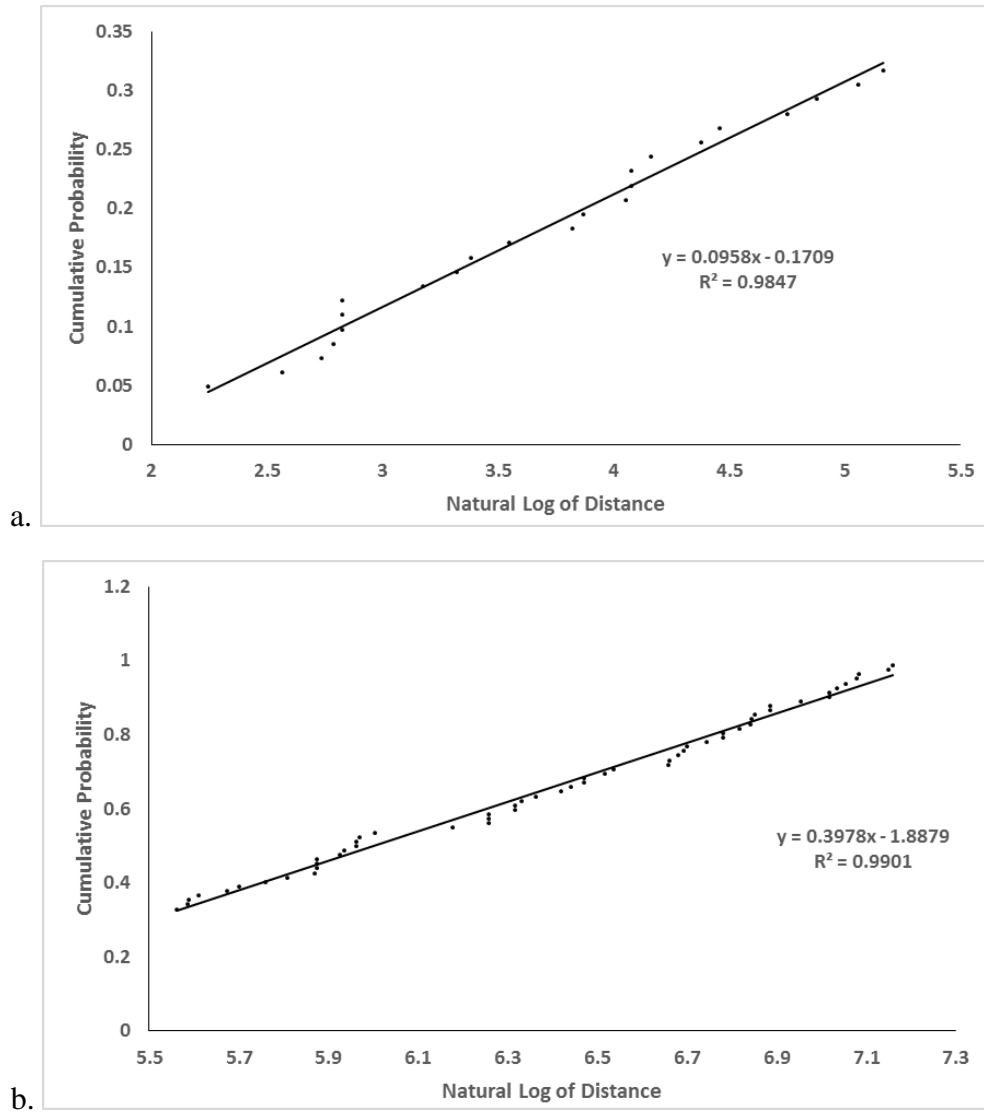 0.35
0.3
0.25
0.2
0.15
0.1
0.05
0
Cumulative Probability
y = 0.0958x - 0.1709
R² = 0.9847
2 2.5 3 3.5 4 4.5 5 5.5
Natural Log of Distance
a.
1.2
1
0.8
0.6
0.4
0.2
0
Cumulative Probability
y = 0.3978x - 1.8879
R² = 0.9901
5.5 5.7 5.9 6.1 6.3 6.5 6.7 6.9 7.1 7.3
Natural Log of Distance
b.